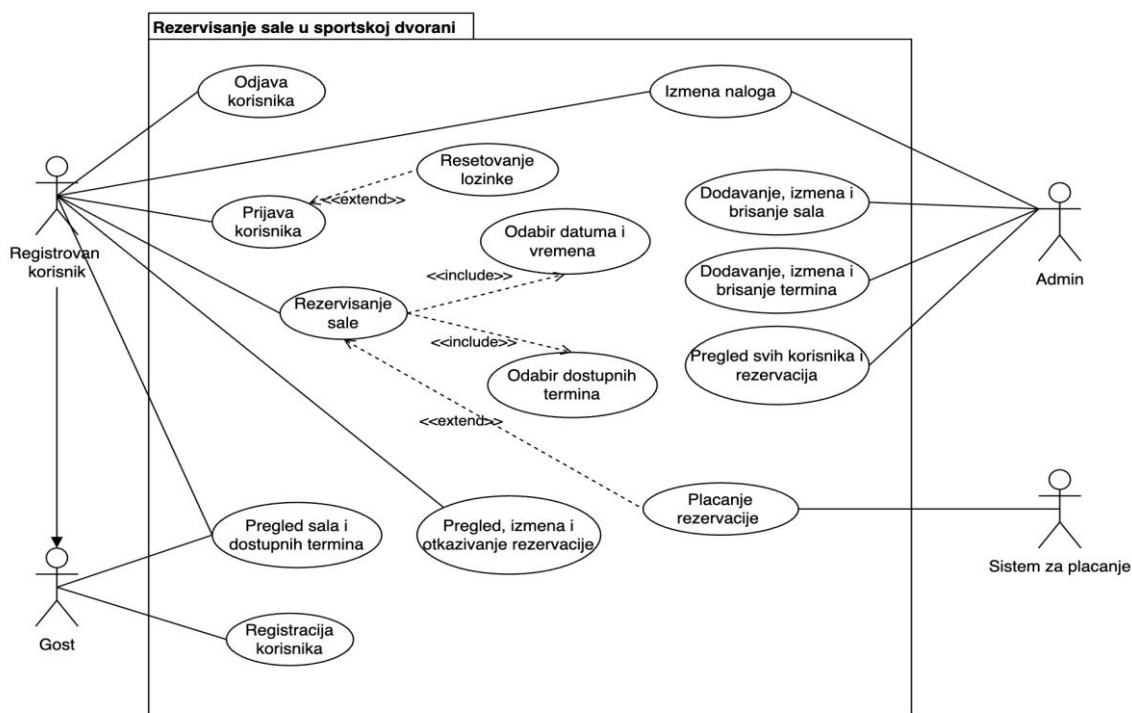 Rezervisanje sale u sportskoj dvorani
Odjava
korisnika
Izmena naloga
Resetovanje
lozinke
<<extend>>
Prijava
korisnika
Registrovan
korisnik
Dodavanje, izmena i
brisanje sala
Odabir datuma i
vremena
Admin
<<include>>
Dodavanje, izmena i
brisanje termina
Rezervisanje
sale
<<include>>
Pregled svih korisnika i
rezervacija
Odabir dostupnih
termina
<<extend>>
Placanje
rezervacije
Pregled sala i
dostupnih termina
Pregled, izmena i
otkazivanje rezervacije
Sistem za placanje
Gost
Registracija
korisnika